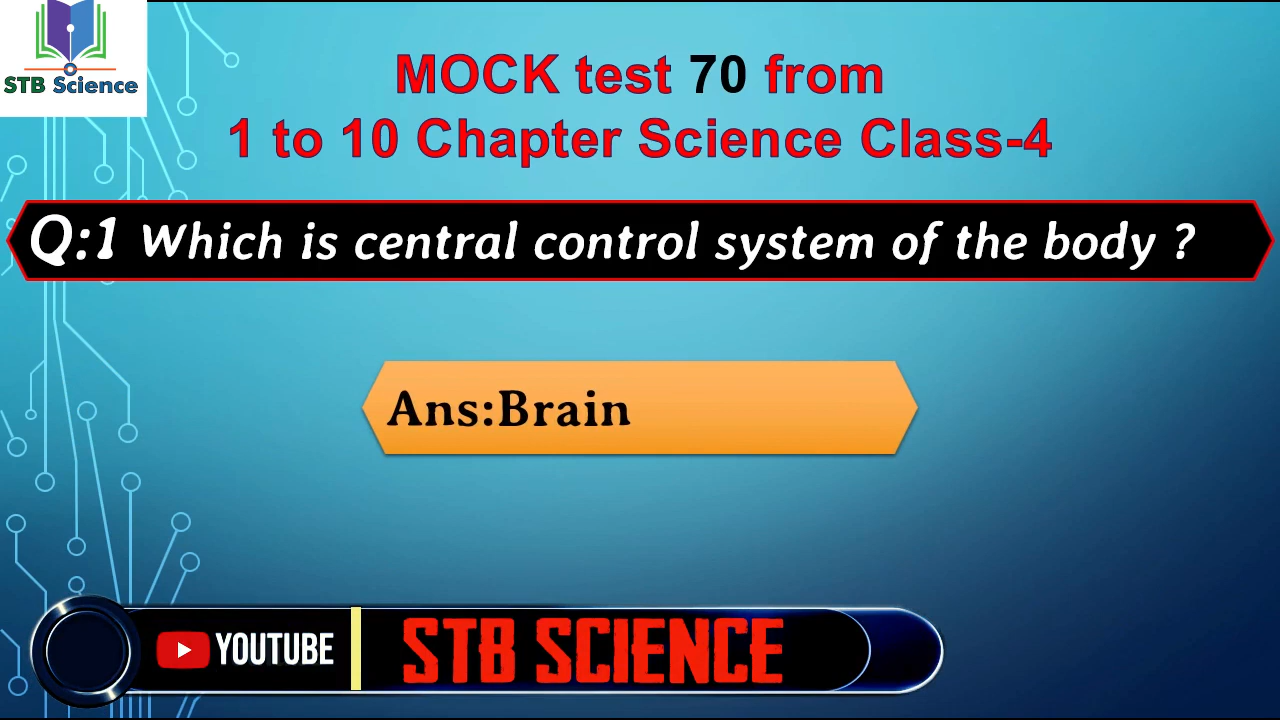 STB Science
MOCK test 70 from
1 to 10 Chapter Science Class-4
Q:1 Which is central control system of the body ?
Ans:Brain
YOUTUBE
STB SCIENCE